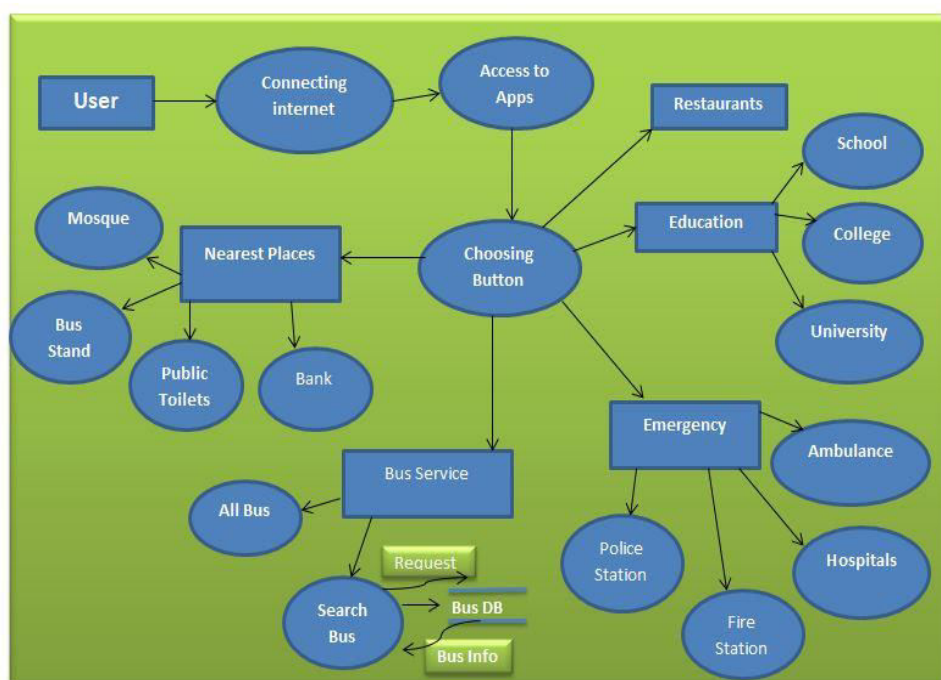 User
Connecting
internet
Access to
Apps
Restaurants
School
Education
College
University
Mosque
Nearest Places
Choosing
Button
Bus
Stand
Public
Toilets
Bank
Emergency
Ambulance
Bus Service
All Bus
Police
Station
Hospitals
Fire
Station
Request
Search
Bus
Bus DB
Bus Info